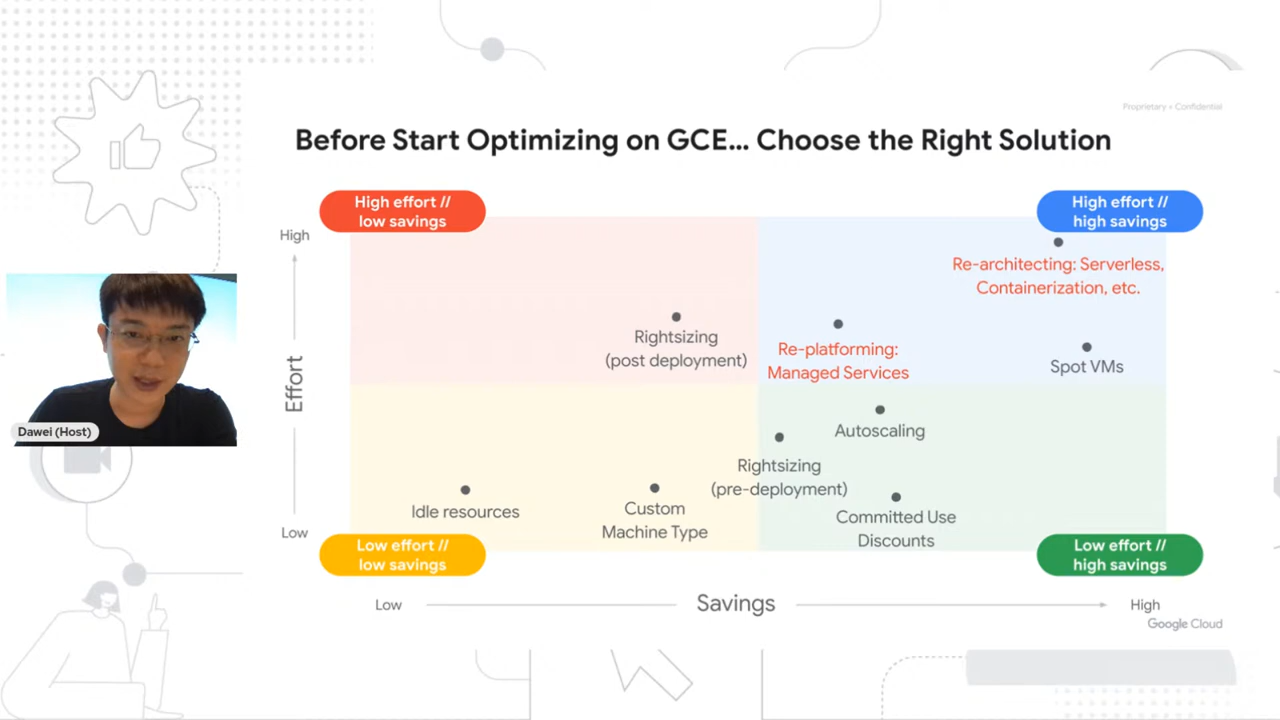 Proprietary + Confidential
Before Start Optimizing on GCE... Choose the Right Solution
High effort //
low savings
High effort //
high savings
High
Re-architecting: Serverless,
Containerization, etc.
Rightsizing
(post deployment)
Re-platforming:
Managed Services
Spot VMs
Effort
Autoscaling
Dawei (Host)
Rightsizing
(pre-deployment)
Idle resources
Custom
Machine Type
Committed Use
Discounts
Low
Low effort //
low savings
Low effort //
high savings
Low
Savings
High
Google Cloud